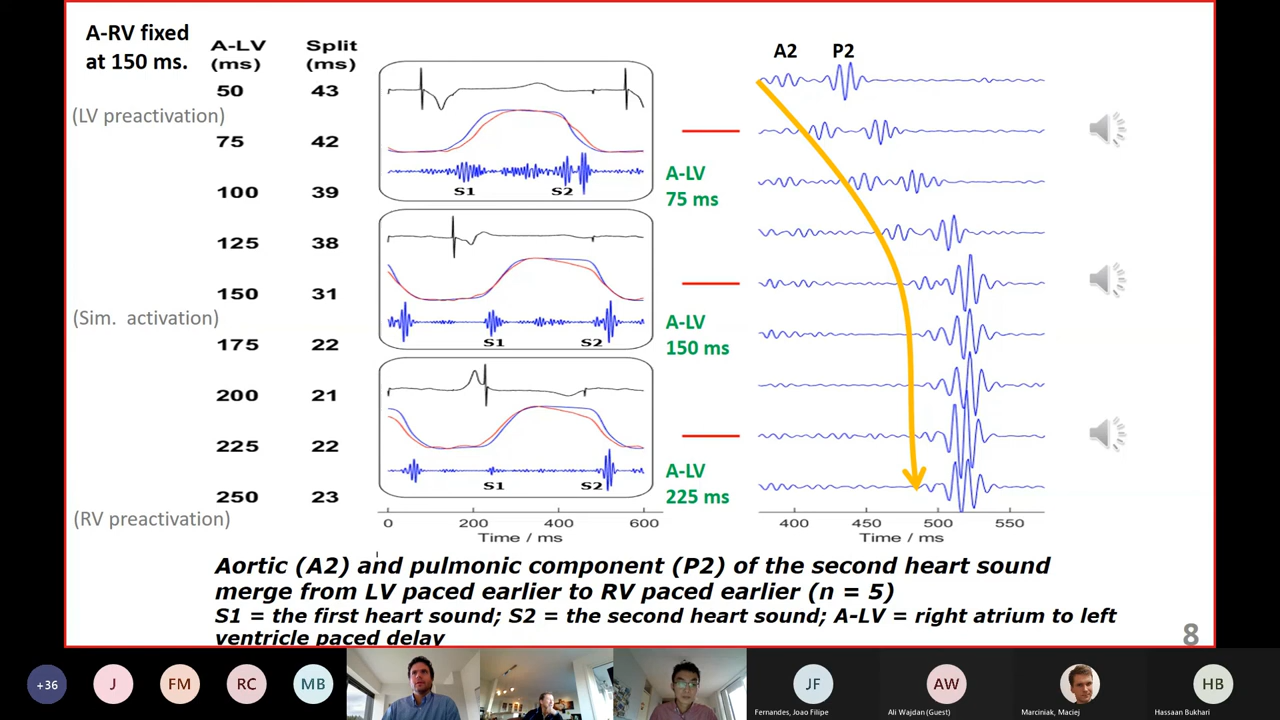 A-RV fixed
at 150 ms.
A-LV
(ms)
Split
(ms)
50 43
(LV preactivation)
75 42
100 39
125 38
150 31
(Sim. activation)
175 22
200 21
225 22
250 23
(RV preactivation)
S1 S2
A-LV
75 ms
S1 S2
A-LV
150 ms
S1 S2
A-LV
225 ms
0 200 400 600
Time / ms
A2 P2
400 450 500 550
Time / ms
Aortic (A2) and pulmonic component (P2) of the second heart sound
merge from LV paced earlier to RV paced earlier (n = 5)
S1 = the first heart sound; S2 = the second heart sound; A-LV = right atrium to left
ventricle paced delay
8
+36
J
FM
RC
MB
JF
Fernandes, Joao Filipe
AW
Ali Wajdan (Guest)
Marciniak, Maciej
HB
Hassaan Bukhari